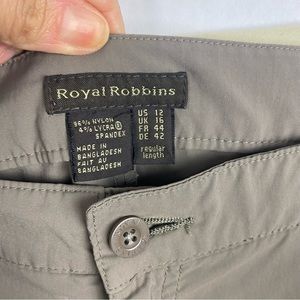 Royal Robbins
96% NYLON
4% LYCRA®
SPANDEX
MADE IN
BANGLADESH
FAIT AU
BANGLADESH
US 12
UK 16
FR 44
DE 42
regular
length